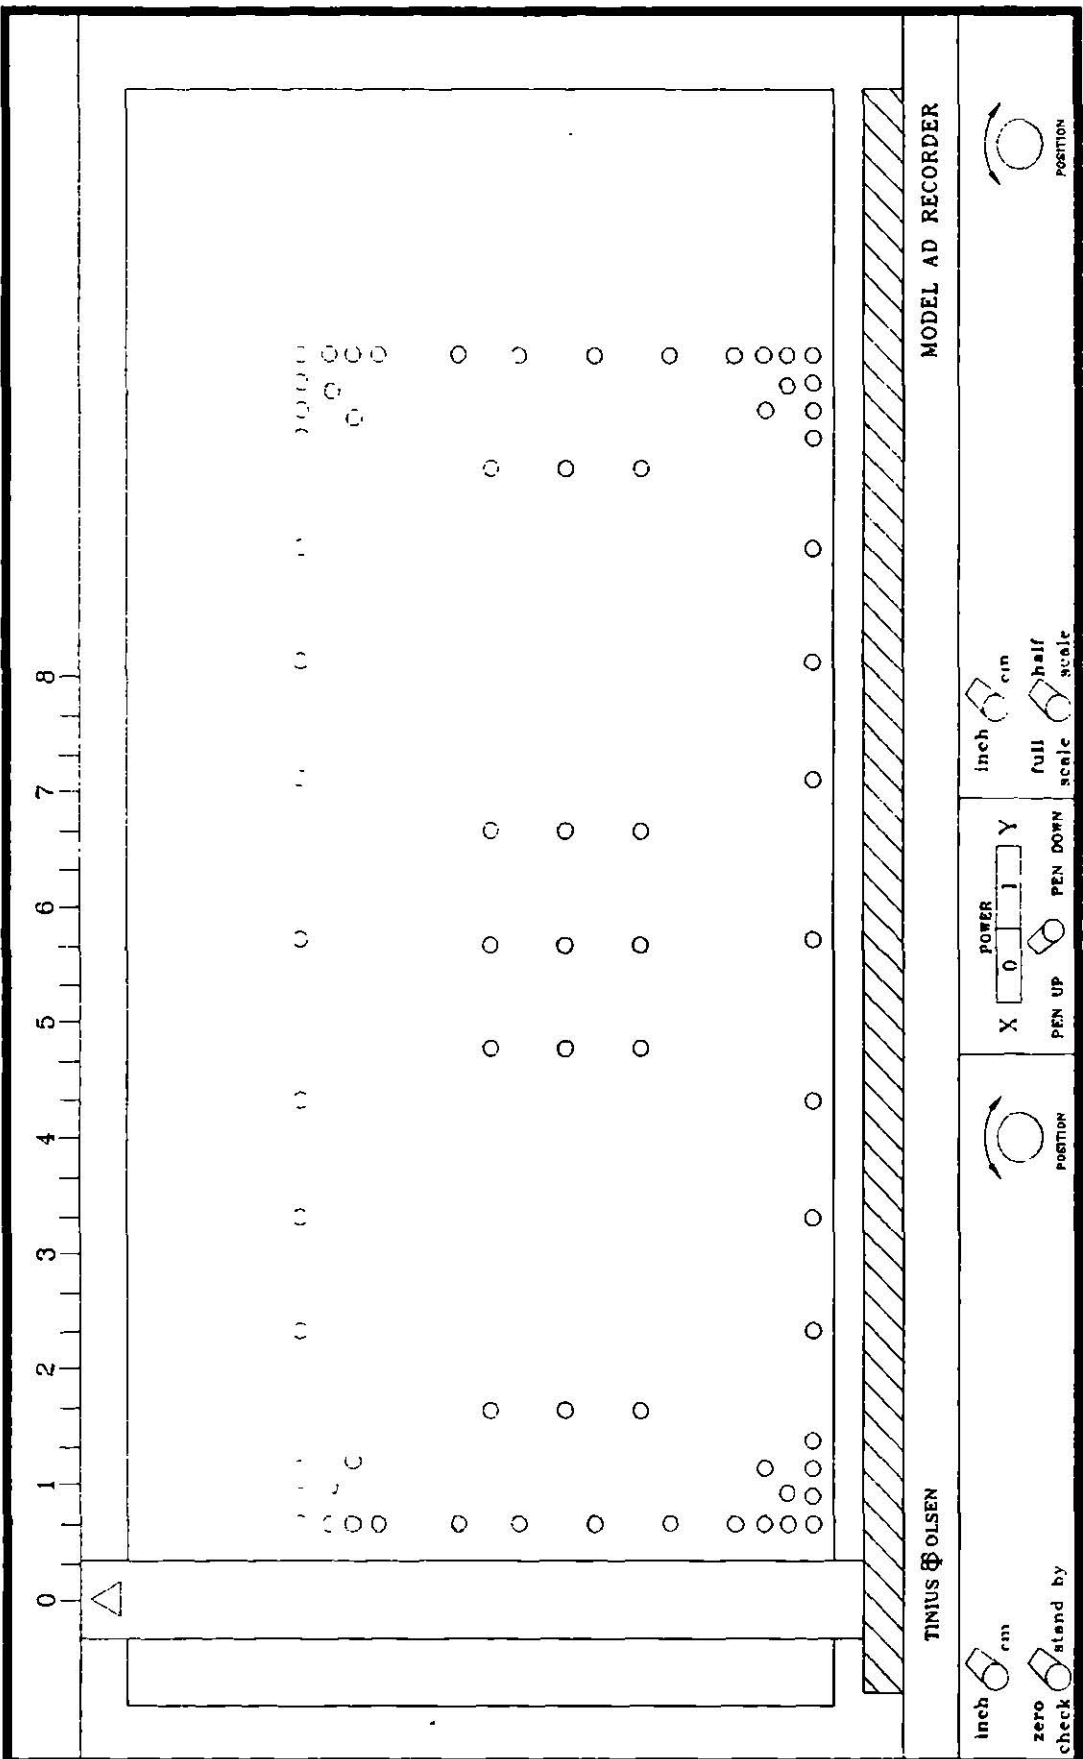 0 1 2 3 4 5 6 7 8
TINIUS OLSEN
MODEL AD RECORDER
inch cm
zero stand by
check
POSITION
POWER
X 0 1 Y
PEN UP PEN DOWN
inch cm
full half
scale scale
POSITION